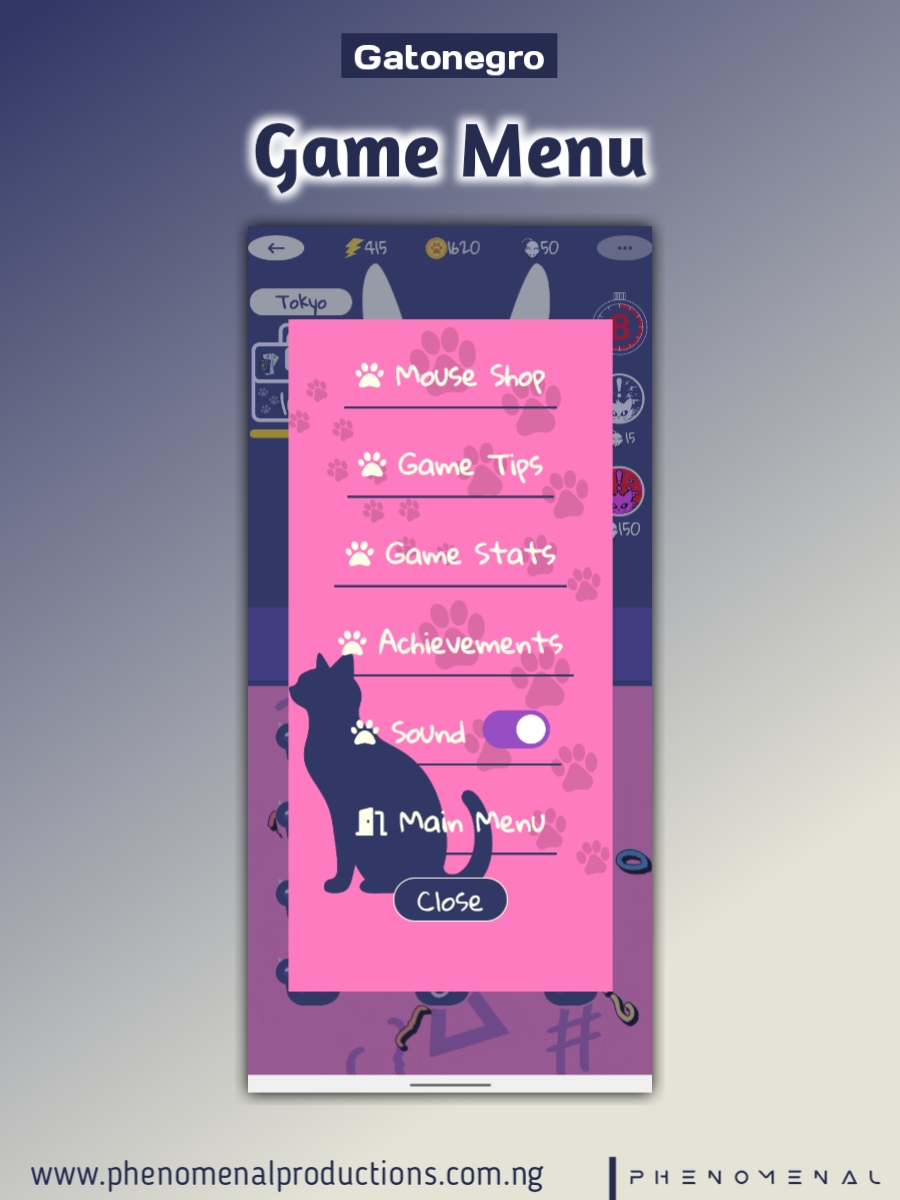 Gatonegro
Game Menu
415 1620 50
Tokyo
8
Mouse Shop
15
Game Tips
150
Game Stats
Achievements
Sound
Main Menu
Close
#
www.phenomenalproductions.com.ng
PHENOMENAL